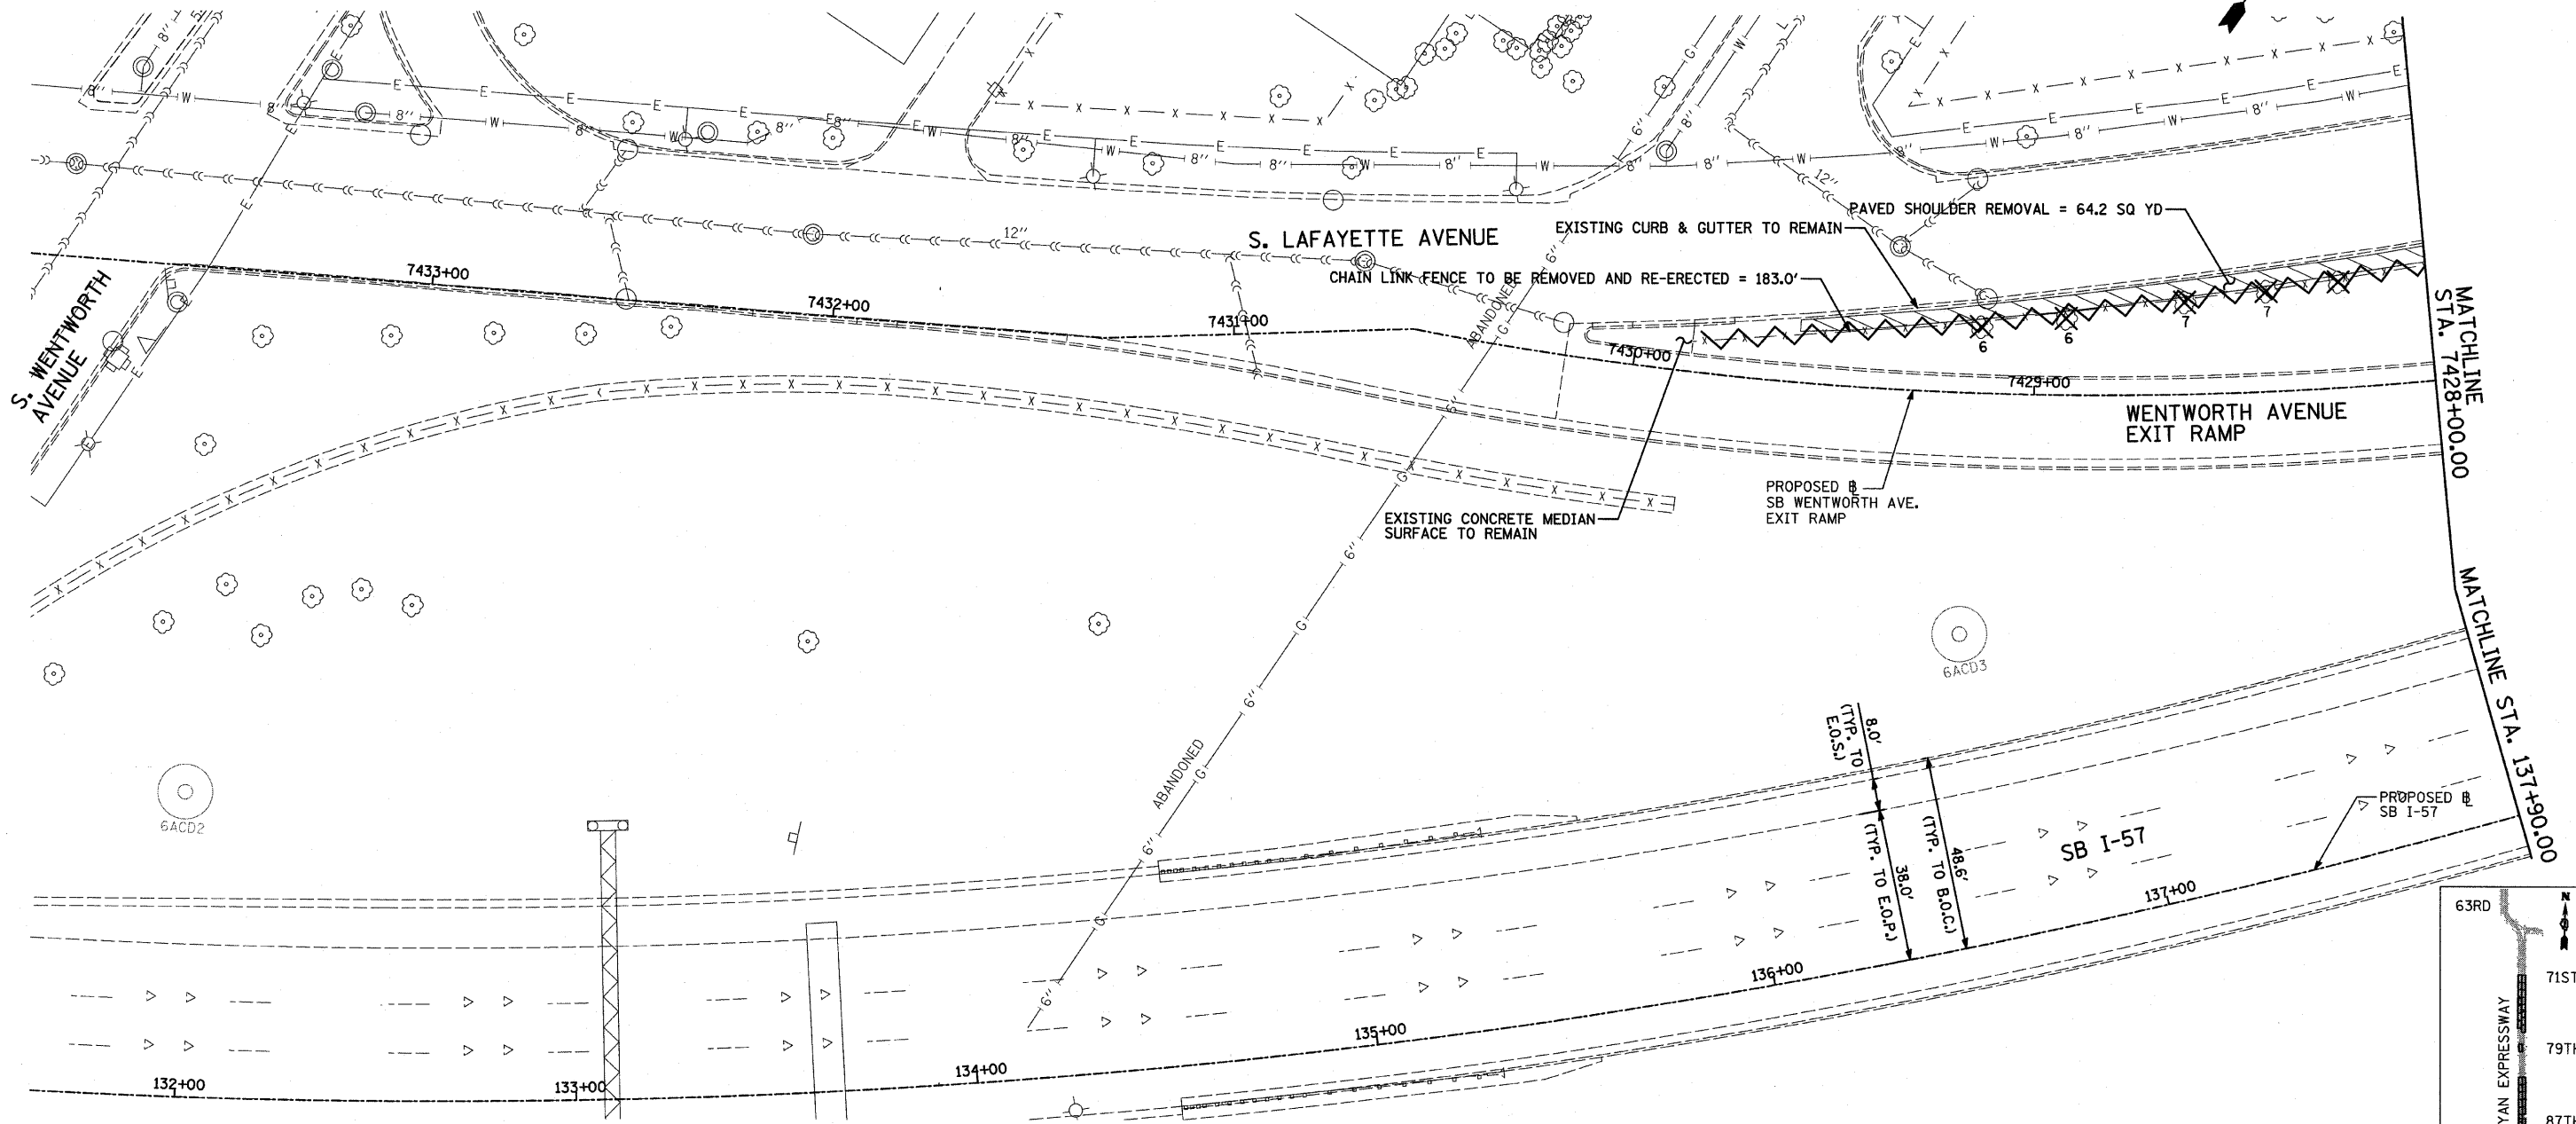 S. WENTWORTH
AVENUE
S. LAFAYETTE AVENUE
12"
12"
7433+00
7432+00
7431+00
7430+00
7429+00
PAVED SHOULDER REMOVAL = 64.2 SQ YD
EXISTING CURB & GUTTER TO REMAIN
CHAIN LINK FENCE TO BE REMOVED AND RE-ERECTED = 183.0'
ABANDONED
6
6
7
7
MATCHLINE
STA. 7428+00.00
WENTWORTH AVENUE
EXIT RAMP
PROPOSED BL
SB WENTWORTH AVE.
EXIT RAMP
EXISTING CONCRETE MEDIAN
SURFACE TO REMAIN
MATCHLINE STA. 137+90.00
6ACD3
6ACD2
ABANDONED
8.0'
(TYP. TO
E.O.S.)
38.0'
(TYP. TO E.O.P.)
48.6'
(TYP. TO B.O.C.)
SB I-57
PROPOSED BL
SB I-57
132+00
133+00
134+00
135+00
136+00
137+00
63RD
N
71ST
79TH
87TH
YAN EXPRESSWAY